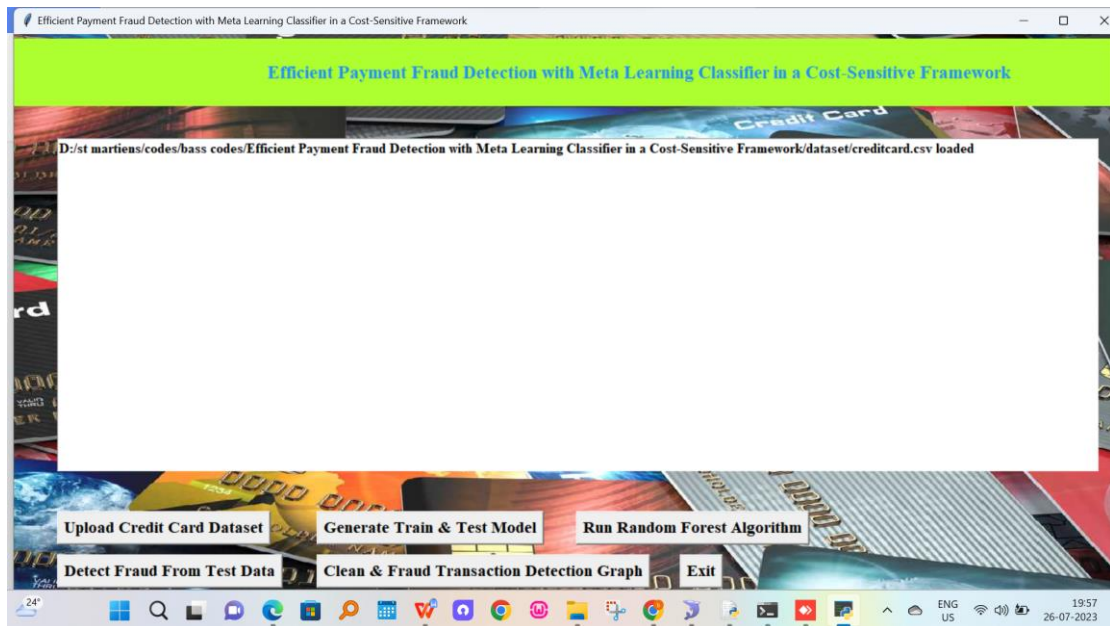 Efficient Payment Fraud Detection with Meta Learning Classifier in a Cost-Sensitive Framework
Efficient Payment Fraud Detection with Meta Learning Classifier in a Cost-Sensitive Framework
Credit Card
D:/st martiens/codes/bass codes/Efficient Payment Fraud Detection with Meta Learning Classifier in a Cost-Sensitive Framework/dataset/creditcard.csv loaded
rd
Upload Credit Card Dataset
Generate Train & Test Model
Run Random Forest Algorithm
Detect Fraud From Test Data
Clean & Fraud Transaction Detection Graph
Exit
24°
ENG
US
19:57
26-07-2023